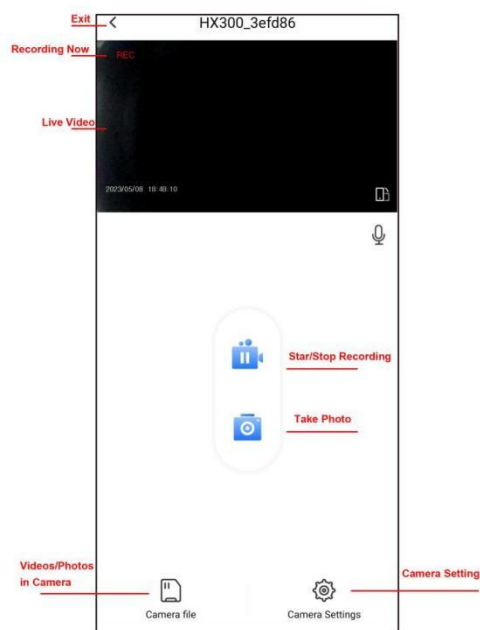 Exit
HX300_3efd86
Recording Now
REC
Live Video
2023/05/08 18:48:10
Star/Stop Recording
Take Photo
Videos/Photos
in Camera
Camera Setting
Camera file
Camera Settings